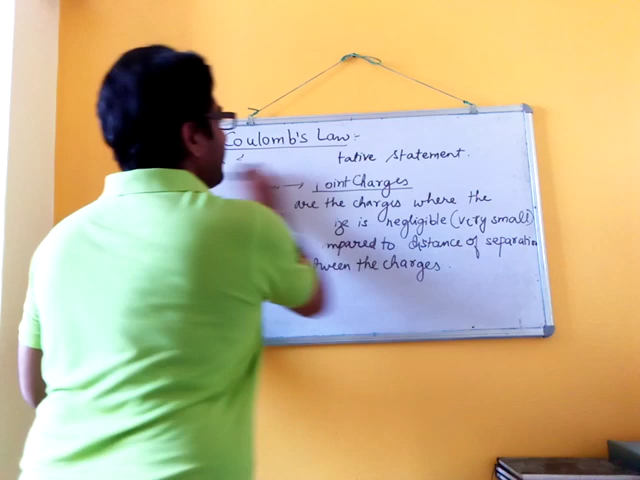 Coulomb's Law:-
tative statement.
→ Point Charges
are the charges where the
ize is negligible (very small)
mpared to distance of separation
tween the charges.